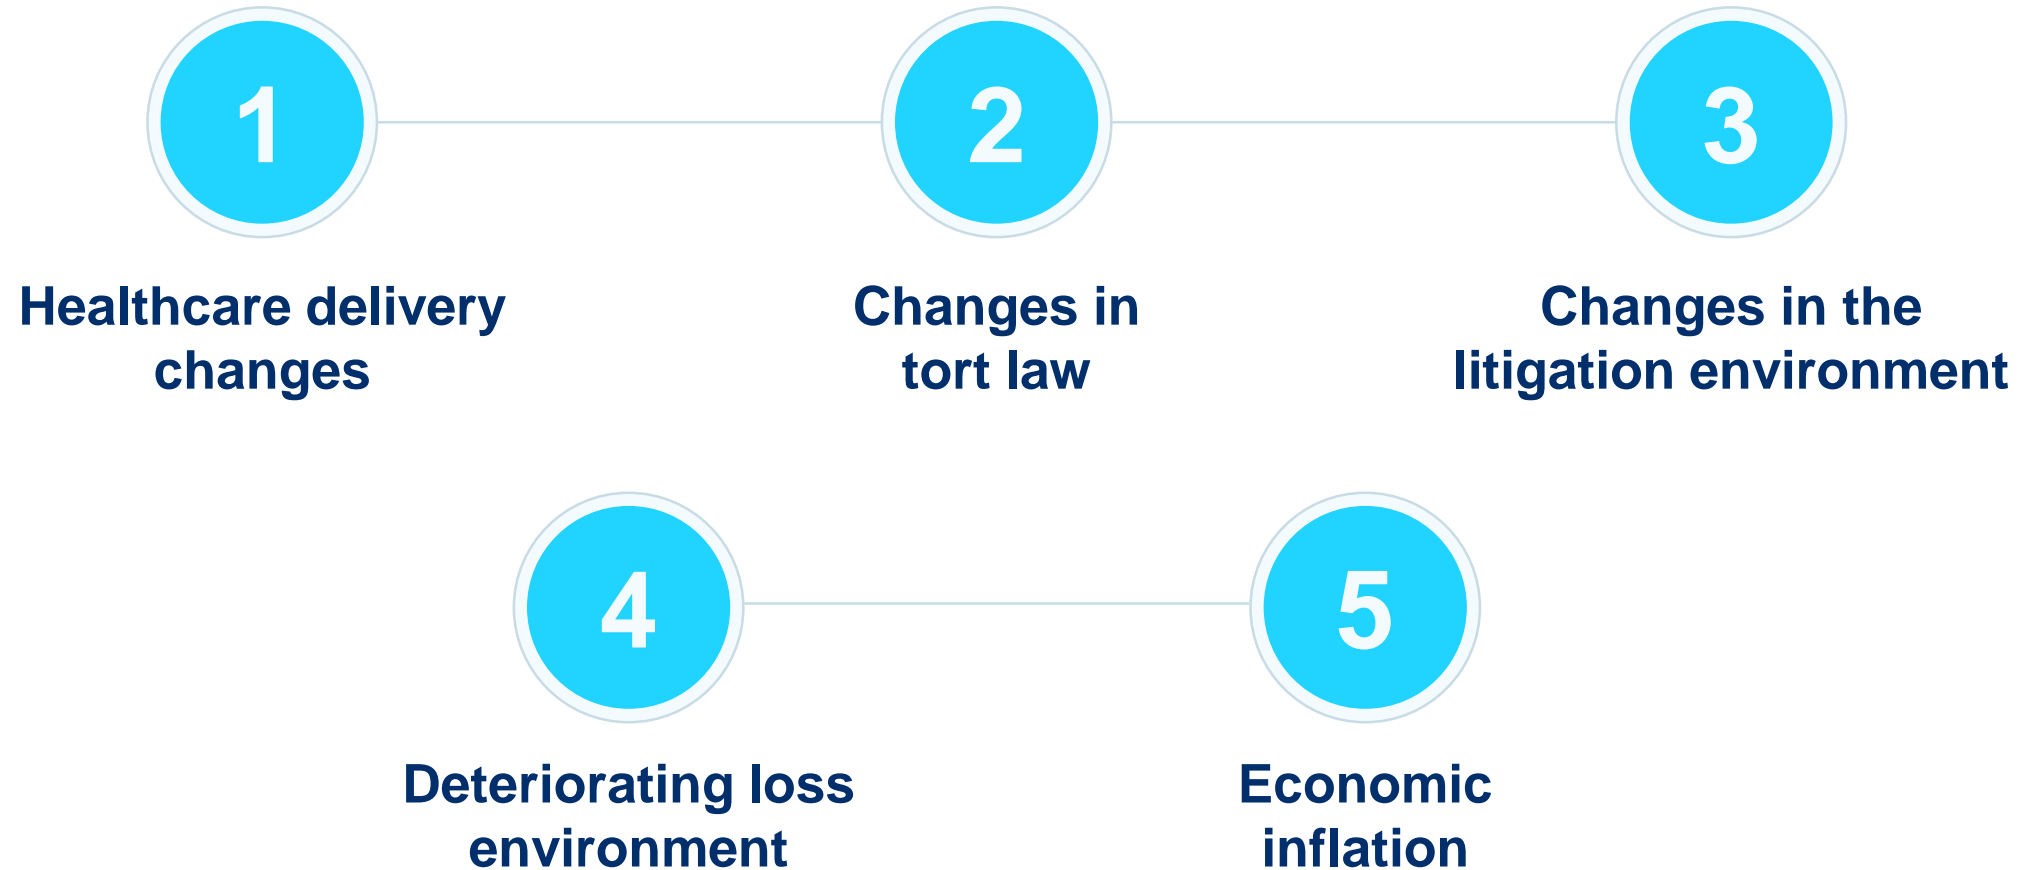 1
2
3
Healthcare delivery
changes
Changes in
tort law
Changes in the
litigation environment
4
5
Deteriorating loss
environment
Economic
inflation